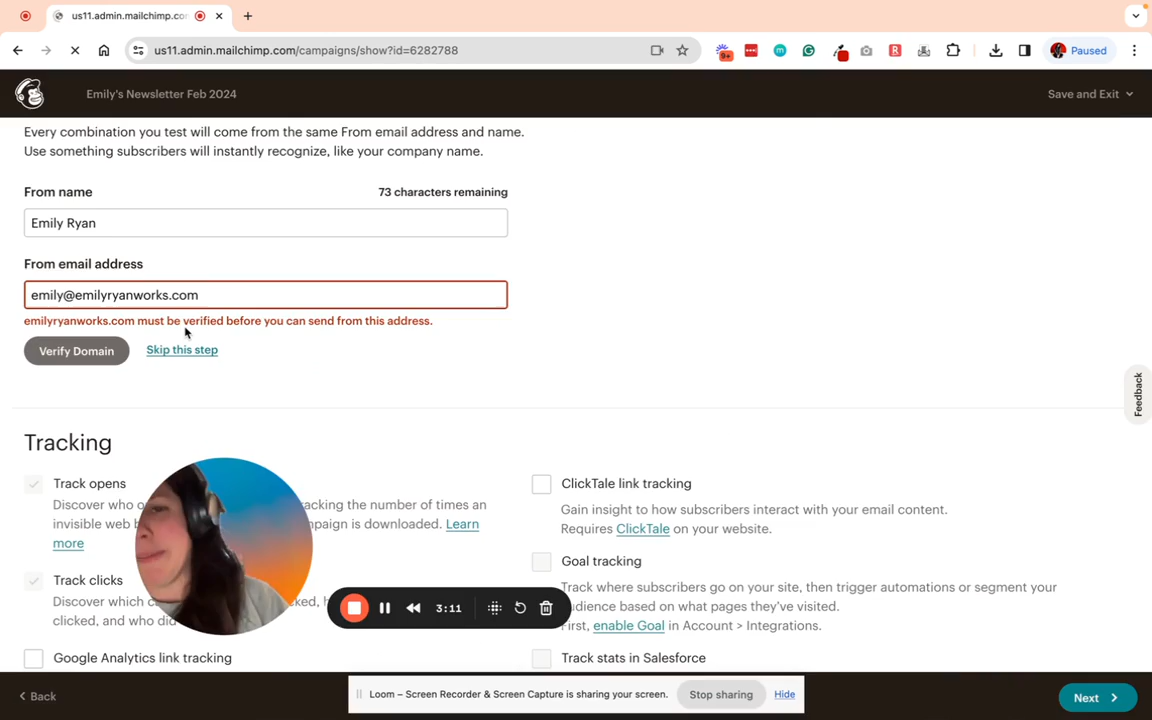 us11.admin.mailchimp.co
us11.admin.mailchimp.com/campaigns/show?id=6282788
9+
Paused
Emily's Newsletter Feb 2024
Save and Exit
Every combination you test will come from the same From email address and name.
Use something subscribers will instantly recognize, like your company name.
From name
73 characters remaining
Emily Ryan
From email address
emily@emilyryanworks.com
emilyryanworks.com must be verified before you can send from this address.
Verify Domain
Skip this step
Feedback
Tracking
Track opens
Discover who o
acking the number of times an
invisible web b
paign is downloaded. Learn
more
Track clicks
Discover which c
cked, h
clicked, and who did
Google Analytics link tracking
ClickTale link tracking
Gain insight to how subscribers interact with your email content.
Requires ClickTale on your website.
Goal tracking
Track where subscribers go on your site, then trigger automations or segment your
udience based on what pages they've visited.
First, enable Goal in Account > Integrations.
Track stats in Salesforce
3:11
Back
Loom – Screen Recorder & Screen Capture is sharing your screen.
Stop sharing
Hide
Next